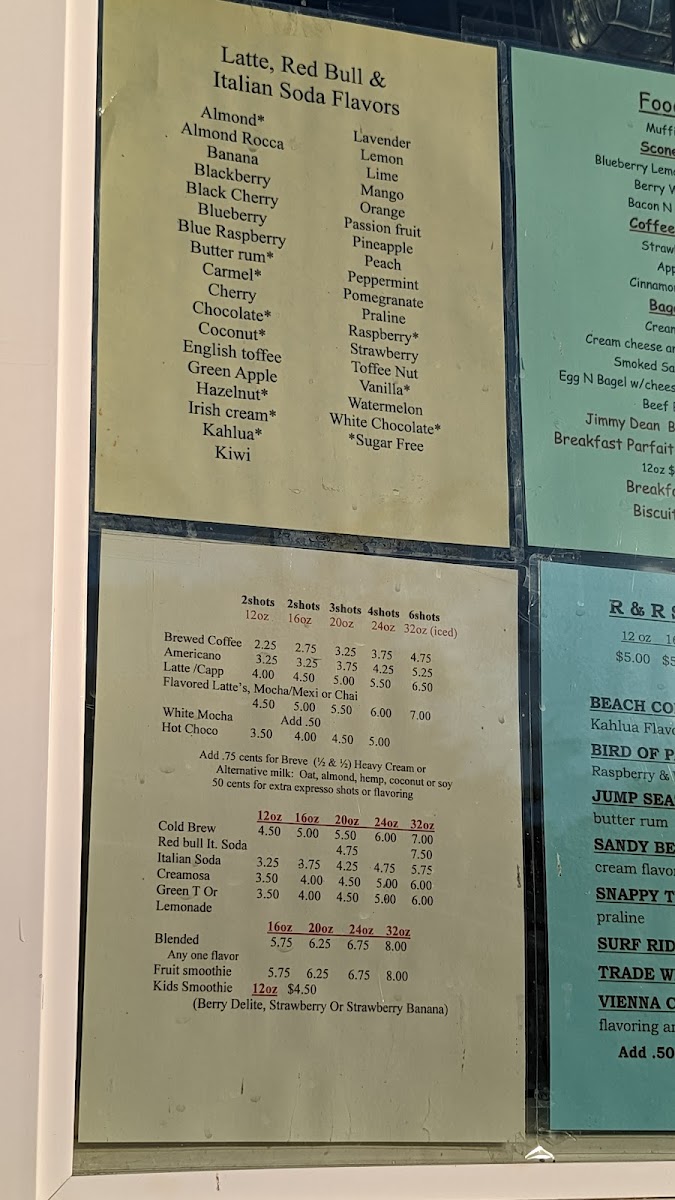 Latte, Red Bull &
Italian Soda Flavors
Almond*
Almond Rocca
Banana
Blackberry
Black Cherry
Blueberry
Blue Raspberry
Butter rum*
Carmel*
Cherry
Chocolate*
Coconut*
English toffee
Green Apple
Hazelnut*
Irish cream*
Kahlua*
Kiwi
Lavender
Lemon
Lime
Mango
Orange
Passion fruit
Pineapple
Peach
Peppermint
Pomegranate
Praline
Raspberry*
Strawberry
Toffee Nut
Vanilla*
Watermelon
White Chocolate*
*Sugar Free
2shots 2shots 3shots 4shots 6shots
12oz 16oz 20oz 24oz 32oz (iced)
Brewed Coffee 2.25 2.75 3.25 3.75 4.75
Americano 3.25 3.25 3.75 4.25 5.25
Latte /Capp 4.00 4.50 5.00 5.50 6.50
Flavored Latte's, Mocha/Mexi or Chai
4.50 5.00 5.50 6.00 7.00
White Mocha Add .50
Hot Choco 3.50 4.00 4.50 5.00
Add .75 cents for Breve (½ & ½) Heavy Cream or
Alternative milk: Oat, almond, hemp, coconut or soy
50 cents for extra expresso shots or flavoring
12oz 16oz 20oz 24oz 32oz
Cold Brew 4.50 5.00 5.50 6.00 7.00
Red bull It. Soda 4.75 7.50
Italian Soda 3.25 3.75 4.25 4.75 5.75
Creamosa 3.50 4.00 4.50 5.00 6.00
Green T Or 3.50 4.00 4.50 5.00 6.00
Lemonade
16oz 20oz 24oz 32oz
Blended 5.75 6.25 6.75 8.00
Any one flavor
Fruit smoothie 5.75 6.25 6.75 8.00
Kids Smoothie 12oz $4.50
(Berry Delite, Strawberry Or Strawberry Banana)
Foo
Muff
Scone
Blueberry Lem
Berry
Bacon N
Coffee
Straw
App
Cinnamo
Bag
Crea
Cream cheese a
Smoked Sa
Egg N Bagel w/chees
Beef
Jimmy Dean B
Breakfast Parfait
12oz $
Breakf
Biscuit
R & R
12 oz
$5.00
BEACH CO
Kahlua Flav
BIRD OF P
Raspberry &
JUMP SEA
butter rum
SANDY BE
cream flavo
SNAPPY T
praline
SURF RID
TRADE W
VIENNA C
flavoring a
Add .50